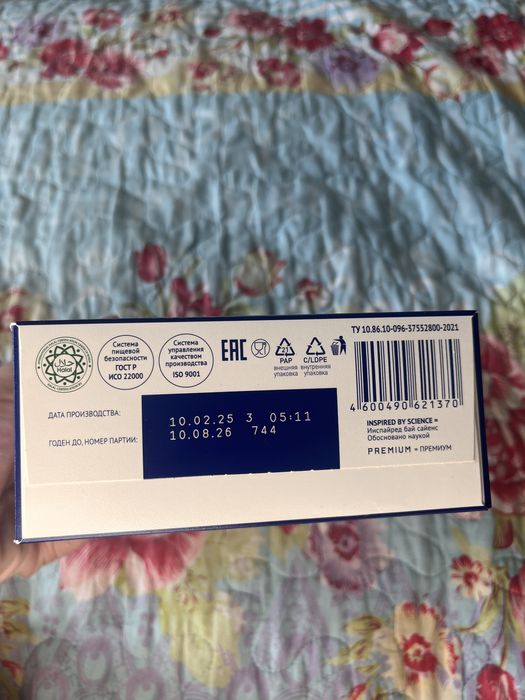 ТУ 10.86.10-096-37552800-2021
Halal
Система
пищевой
безопасности
ГОСТ Р
ИСО 22000
Система
управления
качеством
производства
ISO 9001
EAC
21
PAP
внешняя
упаковка
C/LDPE
внутренняя
упаковка
4 600490 621370
ДАТА ПРОИЗВОДСТВА:
10.02.25 3 05:11
ГОДЕН ДО, НОМЕР ПАРТИИ:
10.08.26 744
INSPIRED BY SCIENCE =
Инспайред бай сайенс
Обосновано наукой
PREMIUM = ПРЕМИУМ